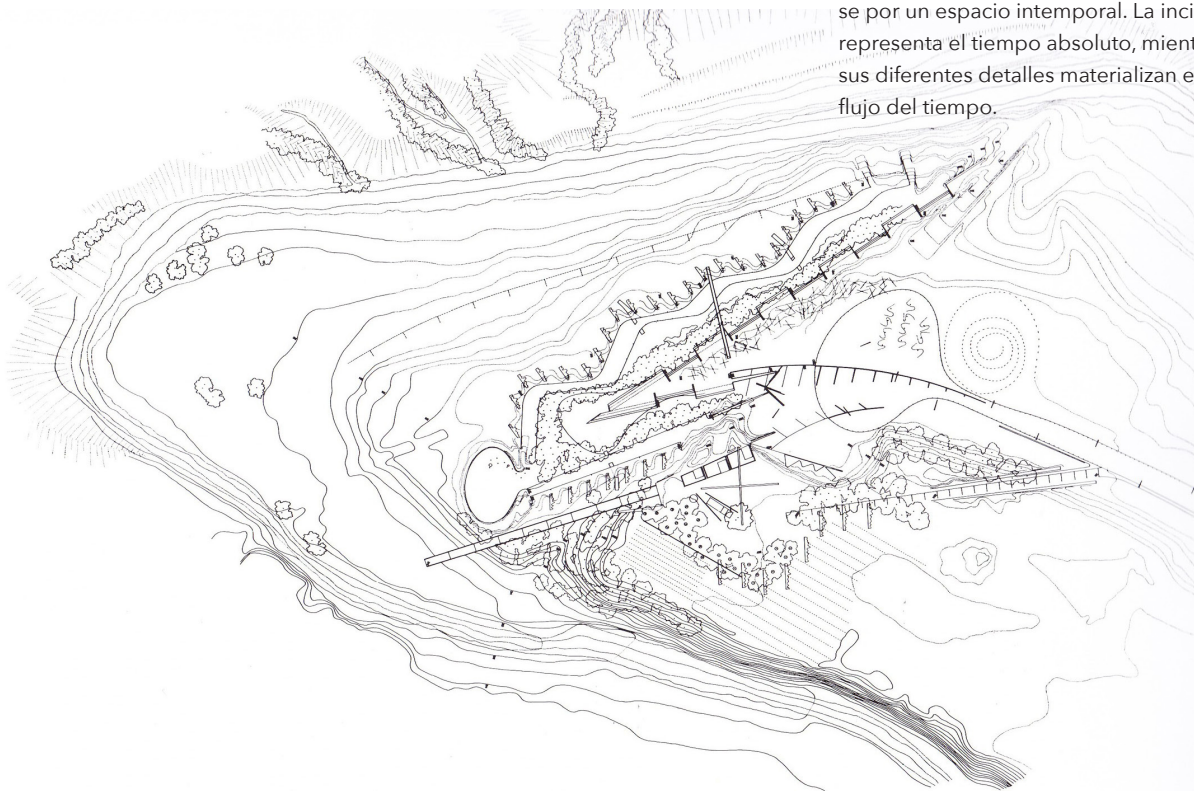 se por un espacio intemporal. La inci
representa el tiempo absoluto, mient
sus diferentes detalles materializan e
flujo del tiempo.